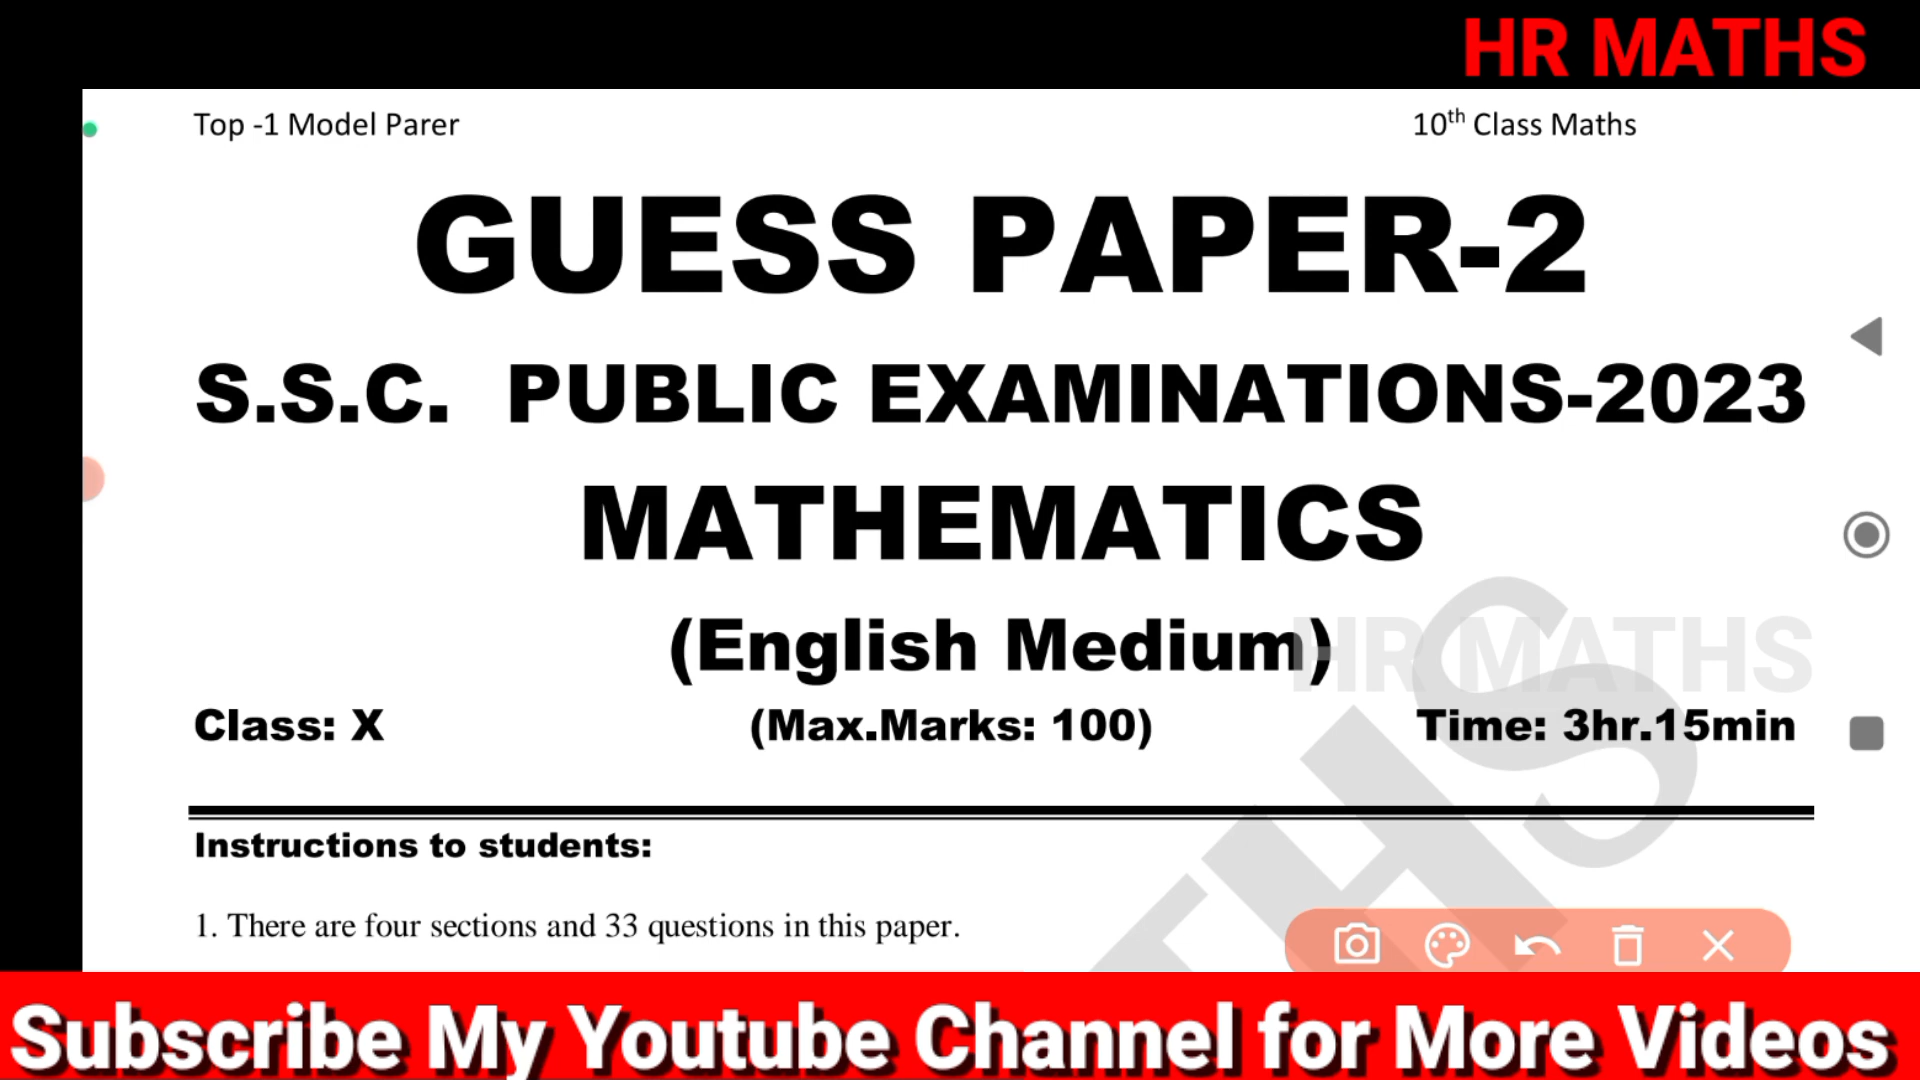 HR MATHS
Top -1 Model Parer
10th Class Maths
GUESS PAPER-2
S.S.C. PUBLIC EXAMINATIONS-2023
MATHEMATICS
(English Medium)
HR MATHS
Class: X
(Max.Marks: 100)
Time: 3hr.15min
Instructions to students:
1. There are four sections and 33 questions in this paper.
THS
Subscribe My Youtube Channel for More Videos